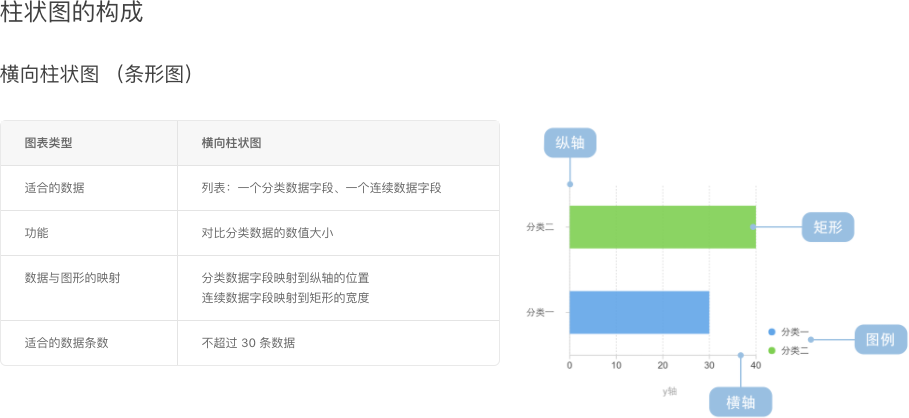 柱状图的构成
横向柱状图 （条形图）
图表类型
横向柱状图
适合的数据
列表：一个分类数据字段、一个连续数据字段
功能
对比分类数据的数值大小
数据与图形的映射
分类数据字段映射到纵轴的位置
连续数据字段映射到矩形的宽度
适合的数据条数
不超过 30 条数据
纵轴
分类二
矩形
分类一
分类一
分类二
图例
0 10 20 30 40
y轴
横轴